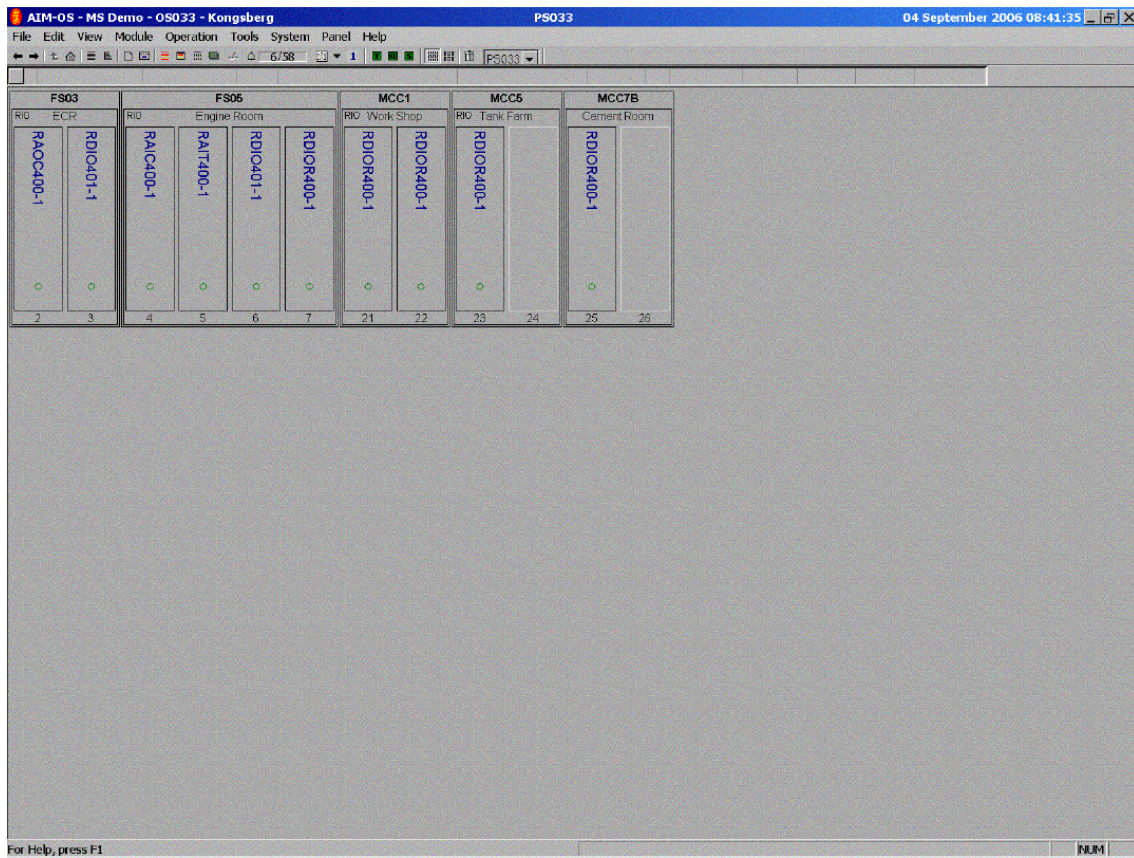 AIM-OS - MS Demo - OS033 - Kongsberg PS033 04 September 2006 08:41:35
File Edit View Module Operation Tools System Panel Help
6/58 1 PS033
FS03 FS05 MCC1 MCC5 MCC7B
RIO ECR RIO Engine Room RIO Work Shop RIO Tank Farm Cement Room
RAOC400-1
RDIO401-1
RAIC400-1
RAIT400-1
RDIO401-1
RDIOR400-1
RDIOR400-1
RDIOR400-1
RDIOR400-1
RDIOR400-1
2 3 4 5 6 7 21 22 23 24 25 26
For Help, press F1 NUM